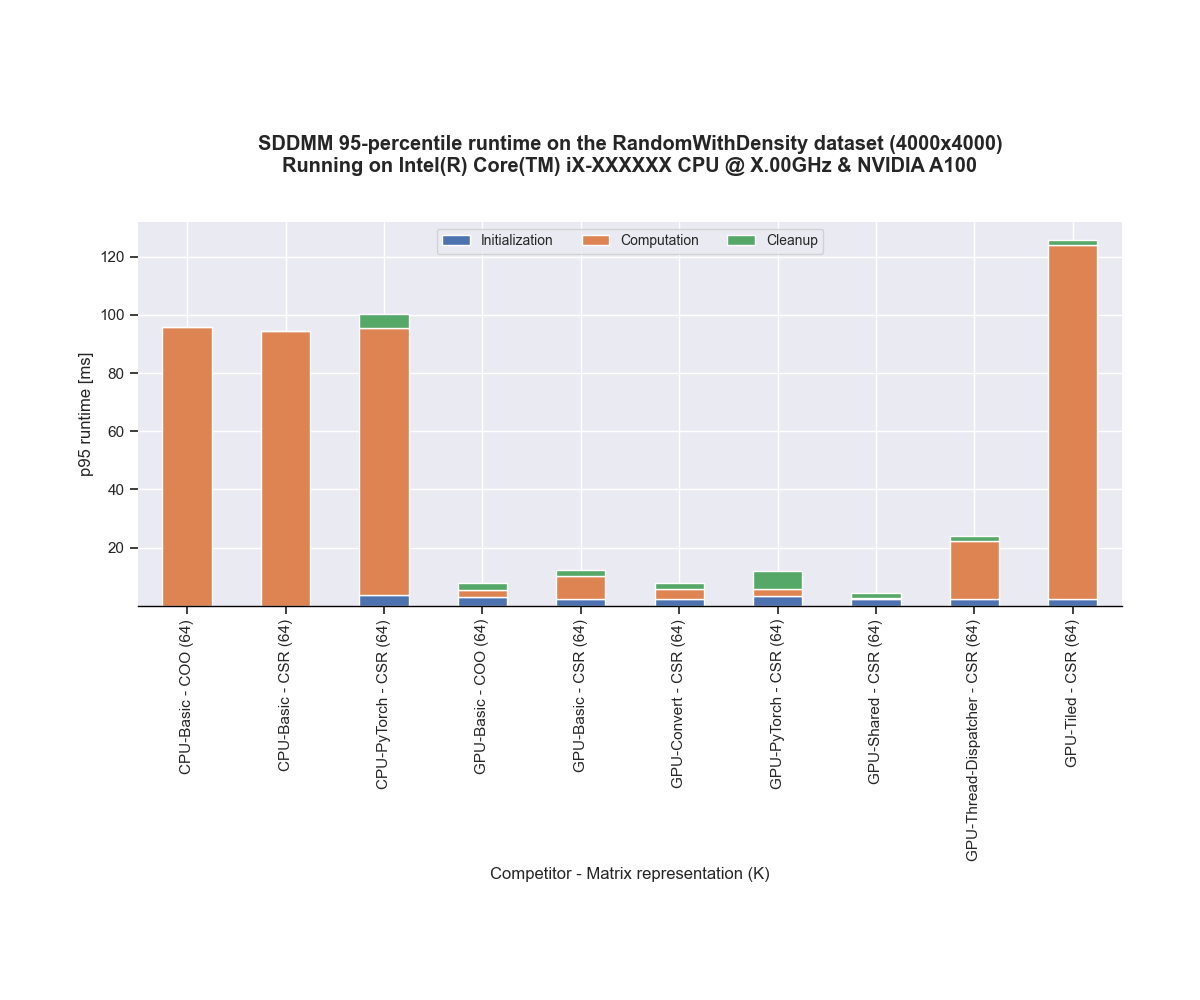 SDDMM 95-percentile runtime on the RandomWithDensity dataset (4000x4000)
Running on Intel(R) Core(TM) iX-XXXXXX CPU @ X.00GHz & NVIDIA A100
Initialization
Computation
Cleanup
p95 runtime [ms]
120
100
80
60
40
20
CPU-Basic - COO (64)
CPU-Basic - CSR (64)
CPU-PyTorch - CSR (64)
GPU-Basic - COO (64)
GPU-Basic - CSR (64)
GPU-Convert - CSR (64)
GPU-PyTorch - CSR (64)
GPU-Shared - CSR (64)
GPU-Thread-Dispatcher - CSR (64)
GPU-Tiled - CSR (64)
Competitor - Matrix representation (K)